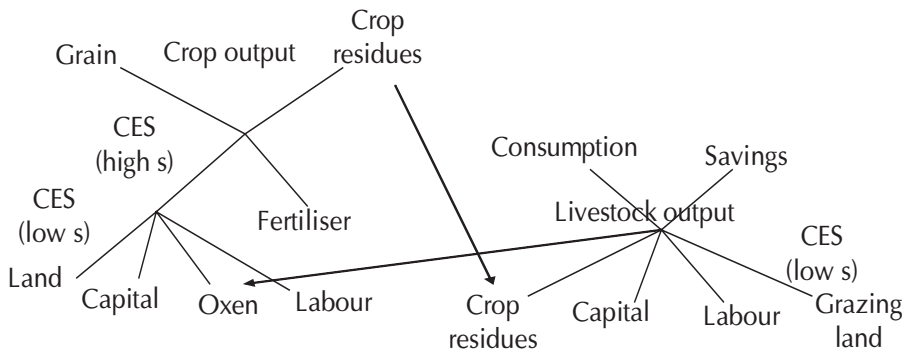 Grain
Crop output
Crop
residues
CES
(high s)
CES
(low s)
Fertiliser
Land
Capital
Oxen
Labour
Consumption
Savings
Livestock output
CES
(low s)
Crop
residues
Capital
Labour
Grazing
land